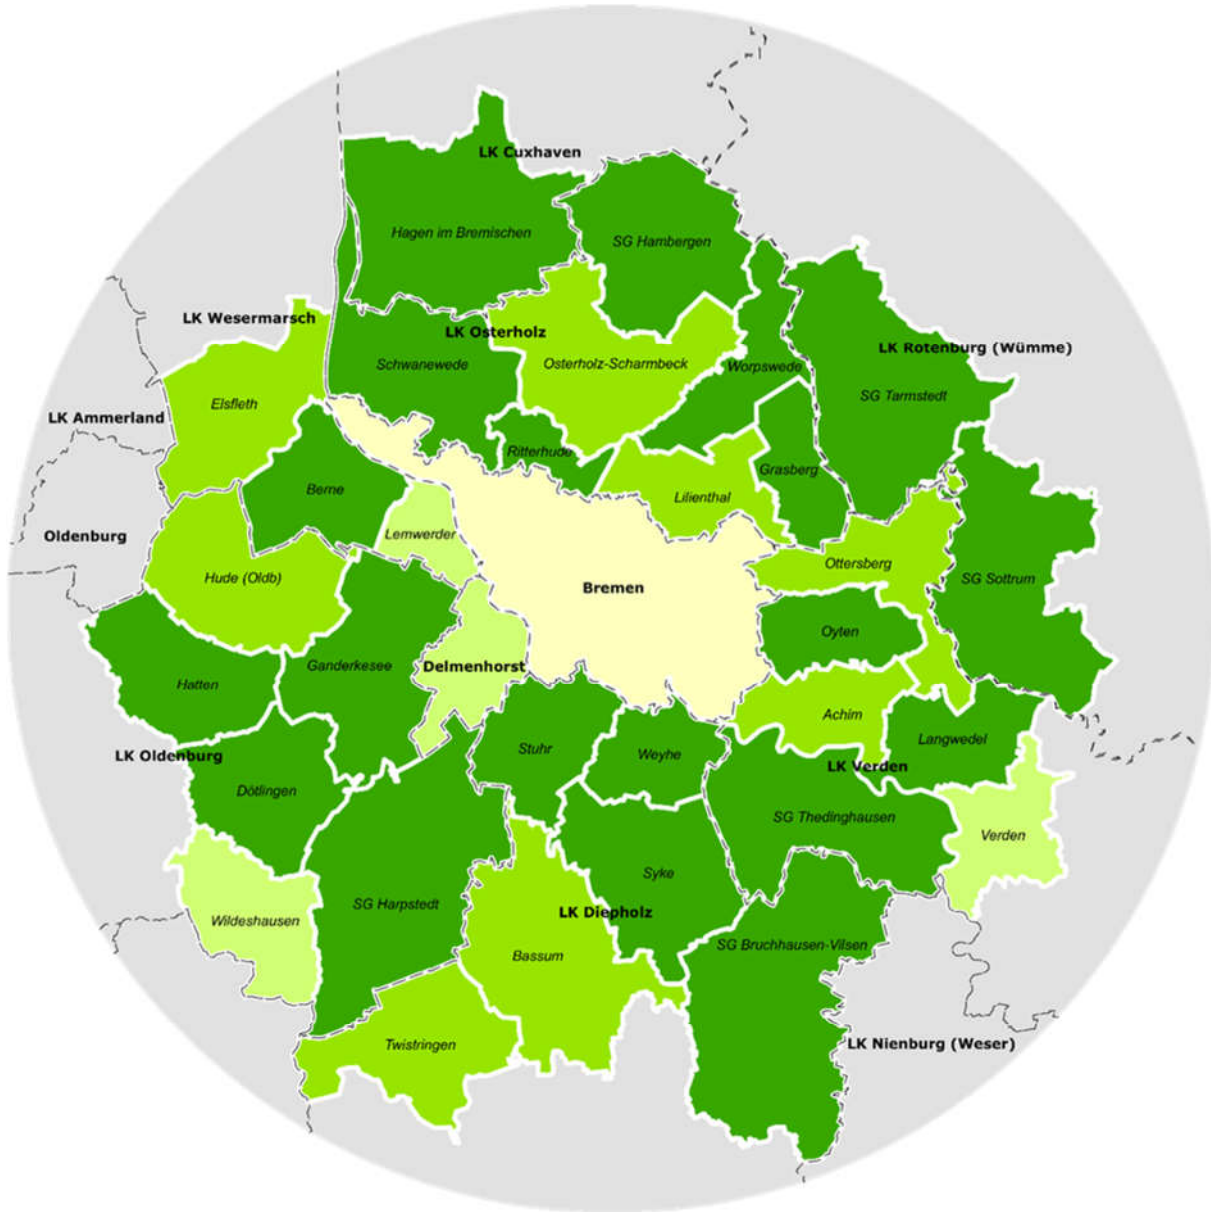 LK Cuxhaven
Hagen im Bremischen
SG Hambergen
LK Wesermarsch
LK Osterholz
LK Rotenburg (Wümme)
Schwanewede
Osterholz-Scharmbeck
Worpswede
SG Tarmstedt
Elsfleth
LK Ammerland
Ritterhude
Grasberg
Berne
Lilienthal
Oldenburg
Lemwerder
Ottersberg
Hude (Oldb)
Bremen
SG Sottrum
Oyten
Ganderkesee
Delmenhorst
Hatten
Achim
Langwedel
LK Oldenburg
Stuhr
Weyhe
LK Verden
Dötlingen
SG Thedinghausen
Verden
Syke
SG Harpstedt
LK Diepholz
Wildeshausen
SG Bruchhausen-Vilsen
Bassum
Twistringen
LK Nienburg (Weser)